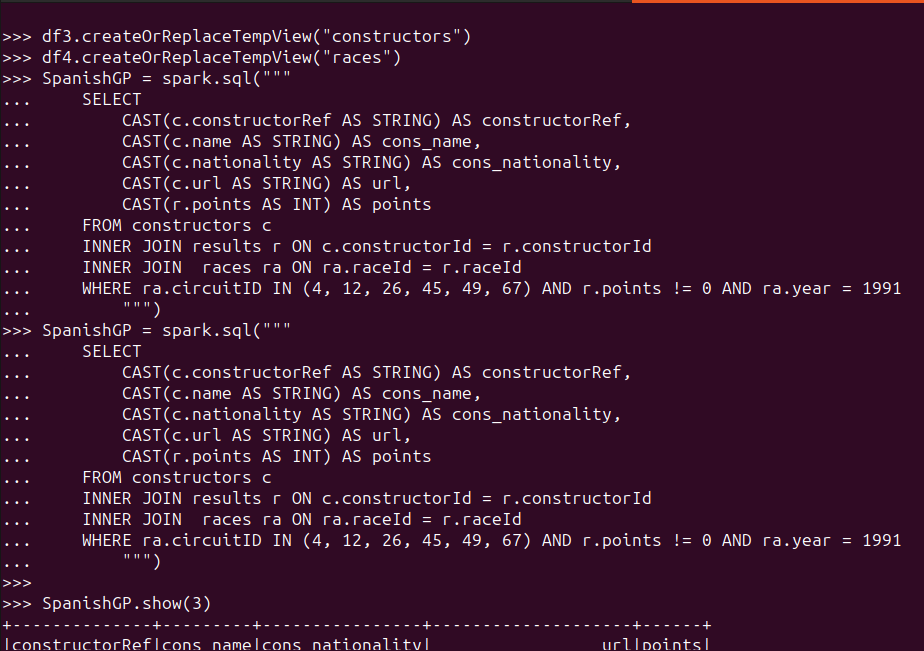 >>> df3.createOrReplaceTempView("constructors")
>>> df4.createOrReplaceTempView("races")
>>> SpanishGP = spark.sql("""
...     SELECT
...         CAST(c.constructorRef AS STRING) AS constructorRef,
...         CAST(c.name AS STRING) AS cons_name,
...         CAST(c.nationality AS STRING) AS cons_nationality,
...         CAST(c.url AS STRING) AS url,
...         CAST(r.points AS INT) AS points
...     FROM constructors c
...     INNER JOIN results r ON c.constructorId = r.constructorId
...     INNER JOIN  races ra ON ra.raceId = r.raceId
...     WHERE ra.circuitID IN (4, 12, 26, 45, 49, 67) AND r.points != 0 AND ra.year = 1991
...         """)
>>> SpanishGP = spark.sql("""
...     SELECT
...         CAST(c.constructorRef AS STRING) AS constructorRef,
...         CAST(c.name AS STRING) AS cons_name,
...         CAST(c.nationality AS STRING) AS cons_nationality,
...         CAST(c.url AS STRING) AS url,
...         CAST(r.points AS INT) AS points
...     FROM constructors c
...     INNER JOIN results r ON c.constructorId = r.constructorId
...     INNER JOIN  races ra ON ra.raceId = r.raceId
...     WHERE ra.circuitID IN (4, 12, 26, 45, 49, 67) AND r.points != 0 AND ra.year = 1991
...         """)
>>>
>>> SpanishGP.show(3)
+--------------+---------+----------------+--------------------+------+
|constructorRef|cons_name|cons_nationality|                 url|points|